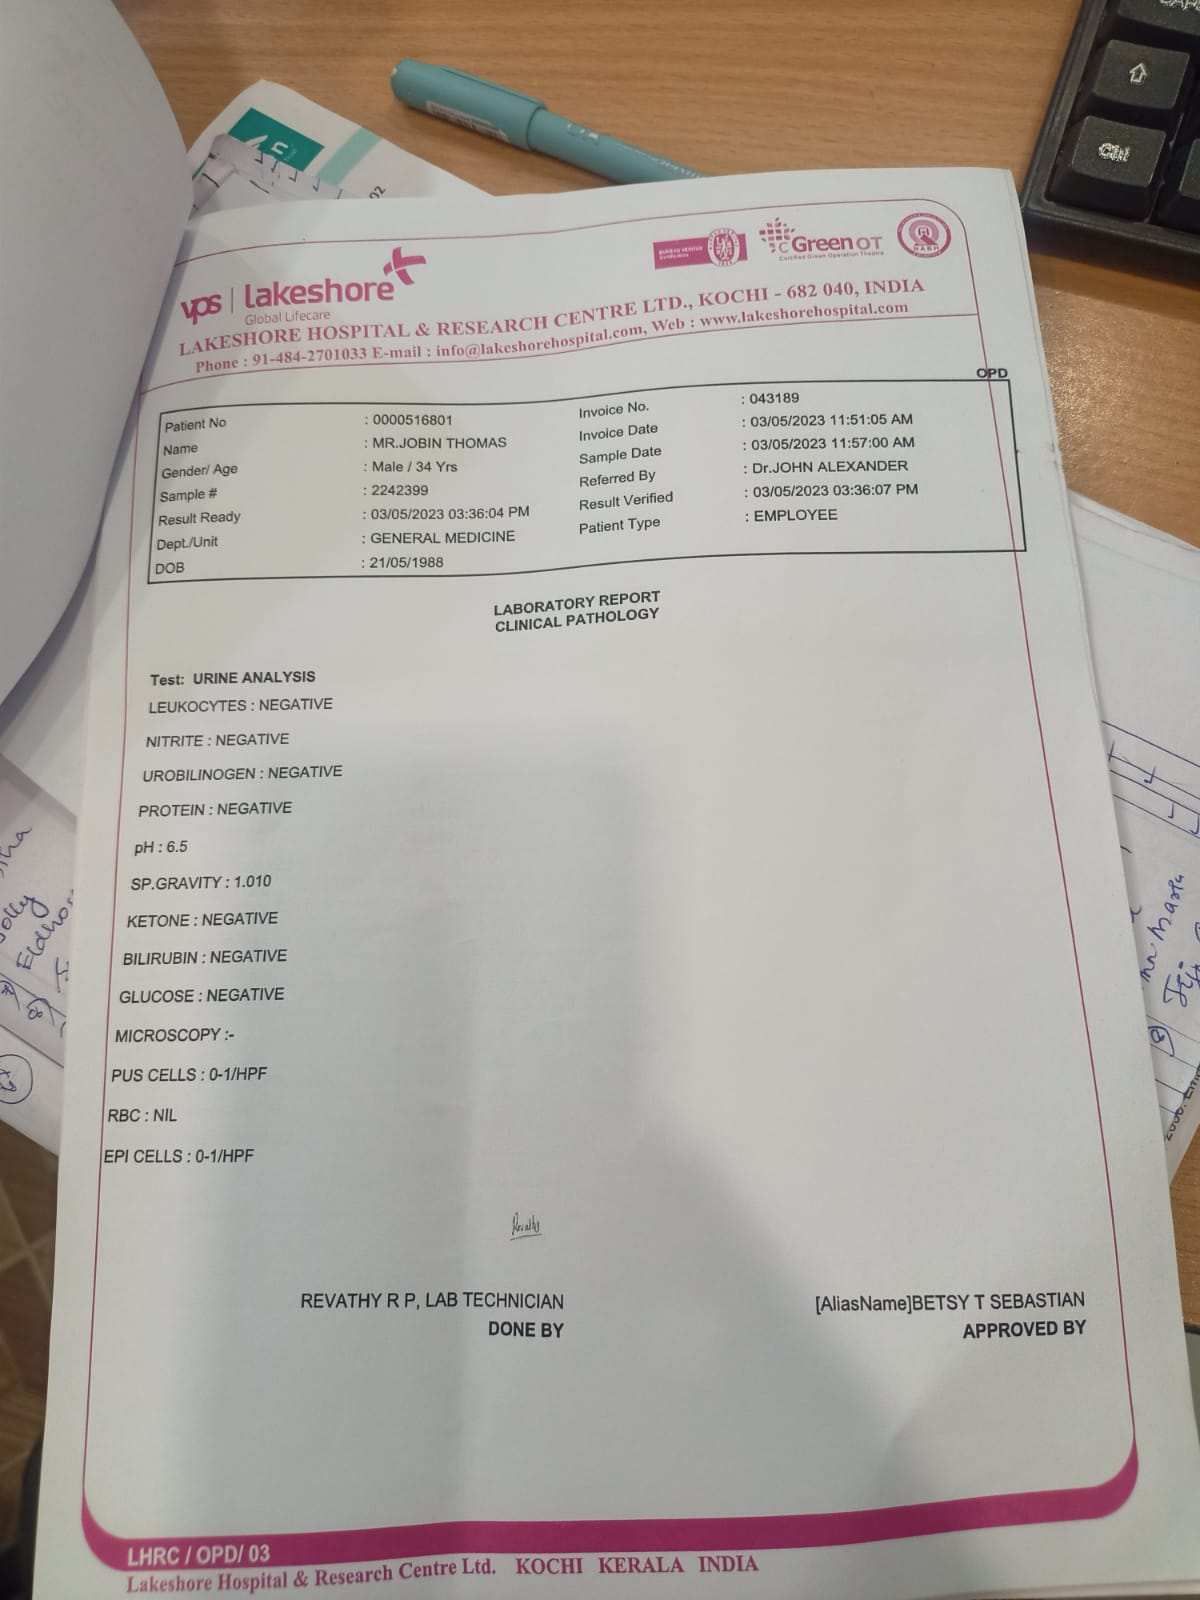 vps | lakeshore
Global Lifecare
Green OT
Certified Green Operation Theatre
NABH
LAKESHORE HOSPITAL & RESEARCH CENTRE LTD., KOCHI - 682 040, INDIA
Phone : 91-484-2701033 E-mail : info@lakeshorehospital.com, Web : www.lakeshorehospital.com
OPD
Patient No : 0000516801 Invoice No. : 043189
Name : MR.JOBIN THOMAS Invoice Date : 03/05/2023 11:51:05 AM
Gender/ Age : Male / 34 Yrs Sample Date : 03/05/2023 11:57:00 AM
Sample # : 2242399 Referred By : Dr.JOHN ALEXANDER
Result Ready : 03/05/2023 03:36:04 PM Result Verified : 03/05/2023 03:36:07 PM
Dept./Unit : GENERAL MEDICINE Patient Type : EMPLOYEE
DOB : 21/05/1988
LABORATORY REPORT
CLINICAL PATHOLOGY
Test: URINE ANALYSIS
LEUKOCYTES : NEGATIVE
NITRITE : NEGATIVE
UROBILINOGEN : NEGATIVE
PROTEIN : NEGATIVE
pH : 6.5
SP.GRAVITY : 1.010
KETONE : NEGATIVE
BILIRUBIN : NEGATIVE
GLUCOSE : NEGATIVE
MICROSCOPY :-
PUS CELLS : 0-1/HPF
RBC : NIL
EPI CELLS : 0-1/HPF
Revathy
REVATHY R P, LAB TECHNICIAN [AliasName]BETSY T SEBASTIAN
DONE BY APPROVED BY
LHRC / OPD/ 03
Lakeshore Hospital & Research Centre Ltd. KOCHI KERALA INDIA